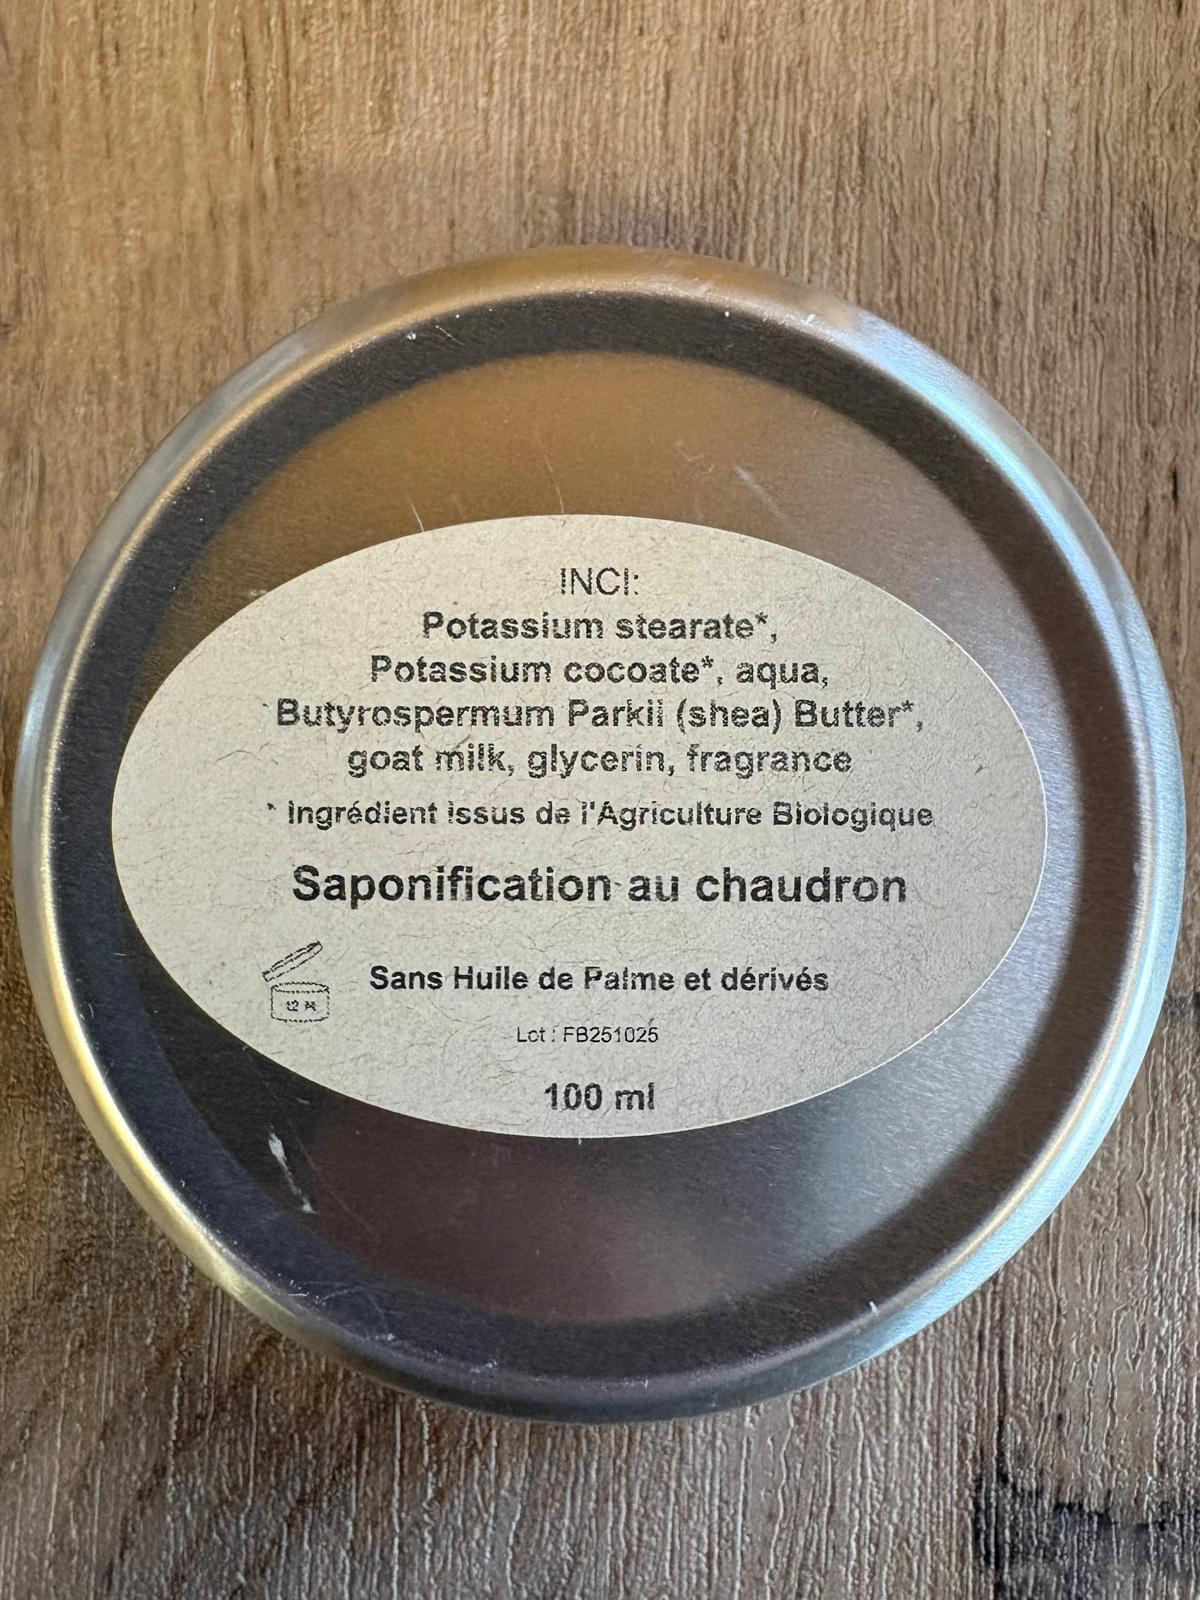 INCI:
Potassium stearate*,
Potassium cocoate*, aqua,
Butyrospermum Parkii (shea) Butter*,
goat milk, glycerin, fragrance
* Ingrédient issus de l'Agriculture Biologique
Saponification au chaudron
12 M
Sans Huile de Palme et dérivés
Lot : FB251025
100 ml